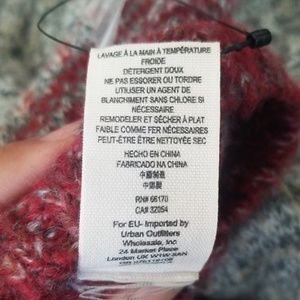 LAVAGE À LA MAIN À TEMPÉRATURE
FROIDE
DÉTERGENT DOUX
NE PAS ESSORER OU TORDRE
UTILISER UN AGENT DE
BLANCHIMENT SANS CHLORE SI
NÉCESSAIRE
REMODELER ET SÉCHER À PLAT
FAIBLE COMME FER NÉCESSAIRES
PEUT-ÊTRE ÊTRE NETTOYÉE SEC
HECHO EN CHINA
FABRICADO NA CHINA
中國製造
中国製
RN# 66170
CA# 32054
For EU- Imported by
Urban Outfitters
Wholesale, Inc
24 Market Place
London UK W1W 8AN